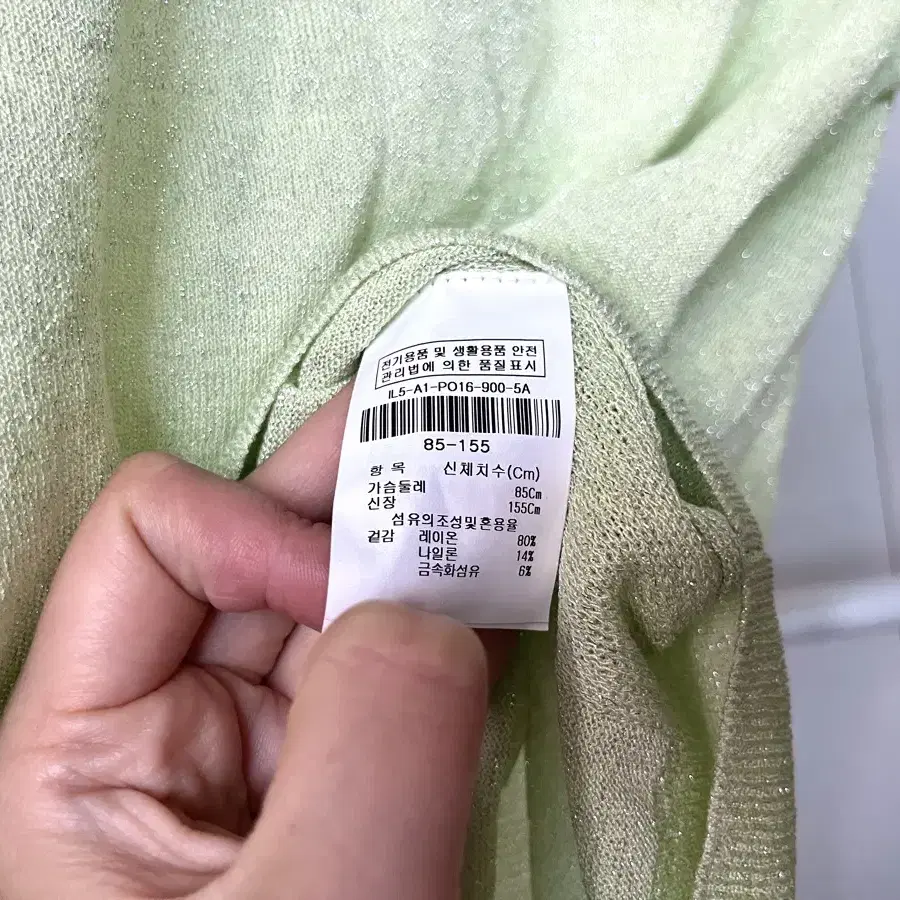 전기용품 및 생활용품 안전
관리법에 의한 품질표시
IL5-A1-PO16-900-5A
85-155
항 목 신체치수(Cm)
가슴둘레 85Cm
신장 155Cm
섬유의조성및혼용율
겉감 레이온 80%
나일론 14%
금속화섬유 6%